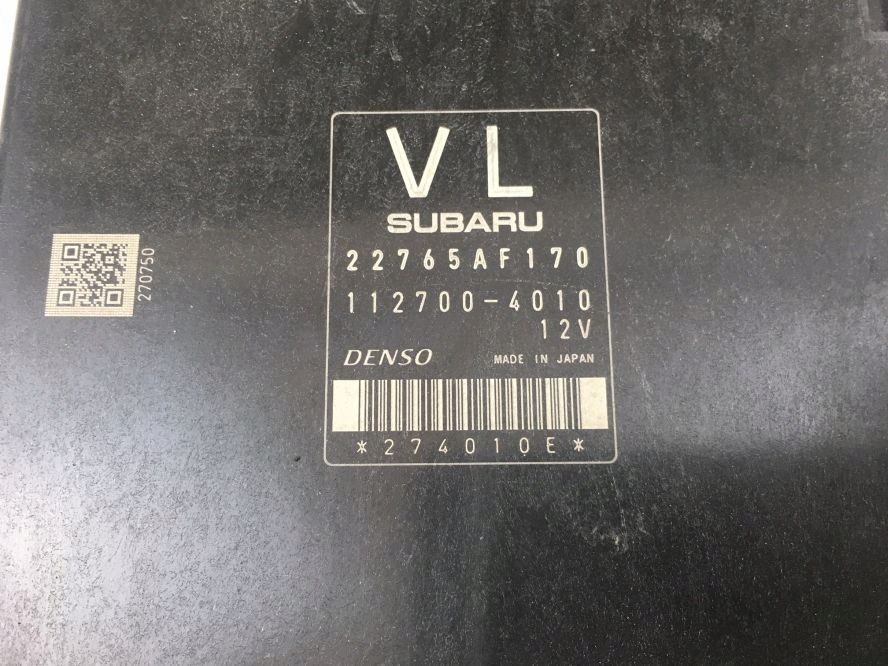 VL
SUBARU
22765AF170
112700-4010
12V
DENSO MADE IN JAPAN
*274010E*
270750